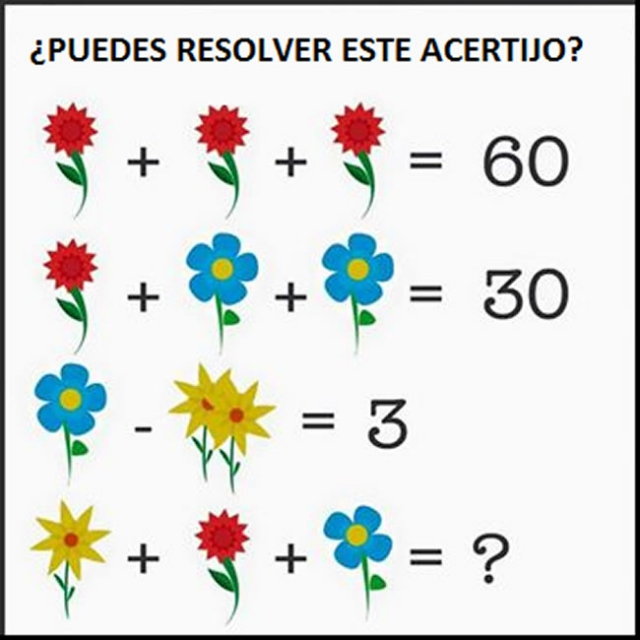 ¿PUEDES RESOLVER ESTE ACERTIJO?
+ + = 60
+ + = 30
- = 3
+ + = ?